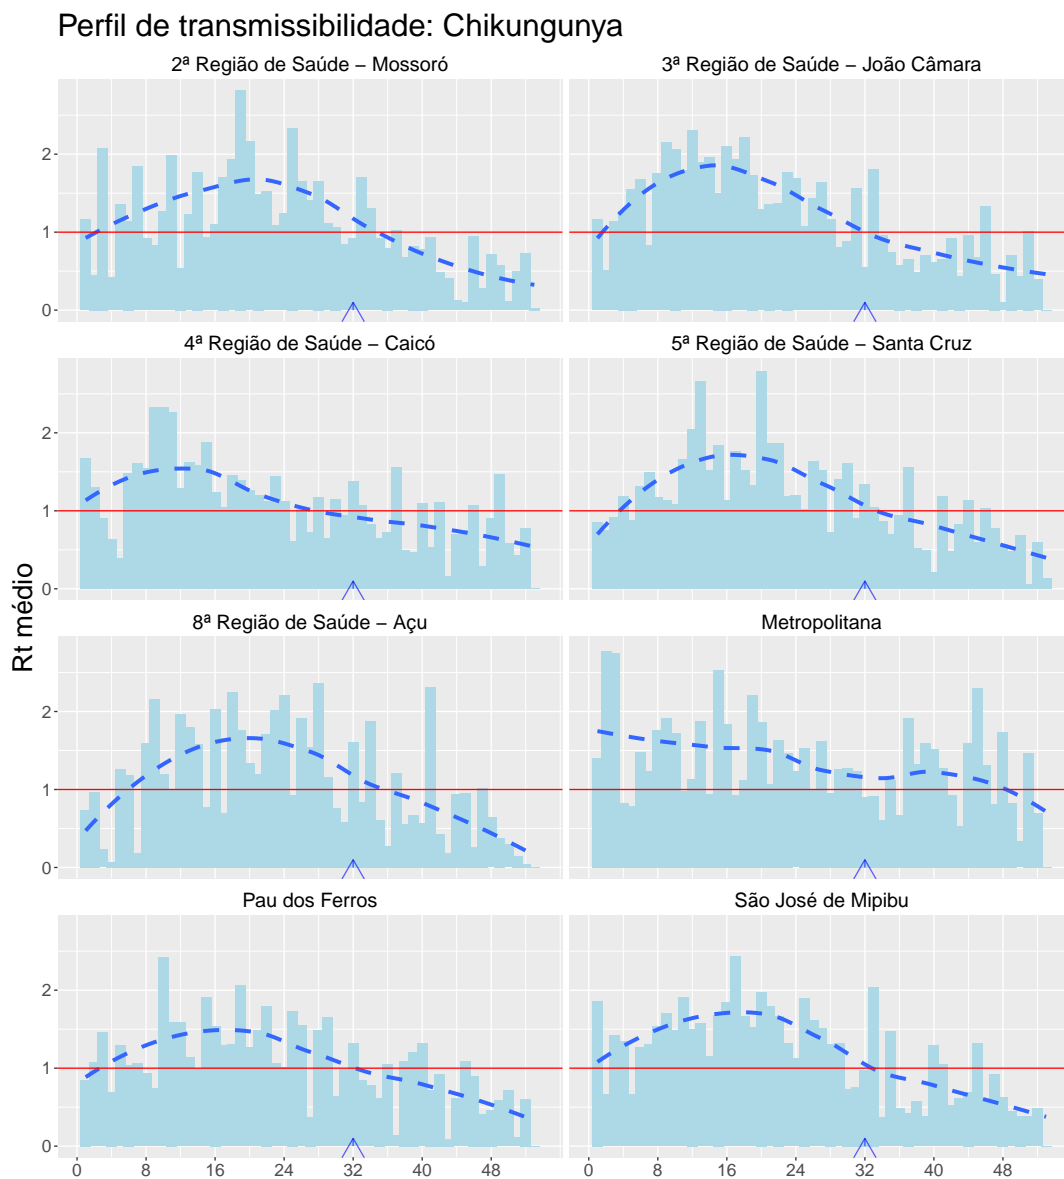 Perfil de transmissibilidade: Chikungunya
2ª Região de Saúde − Mossoró
3ª Região de Saúde − João Câmara
2
1
0
4ª Região de Saúde − Caicó
5ª Região de Saúde − Santa Cruz
2
1
0
Rt médio
8ª Região de Saúde − Açu
Metropolitana
2
1
0
Pau dos Ferros
São José de Mipibu
2
1
0
0 8 16 24 32 40 48
0 8 16 24 32 40 48